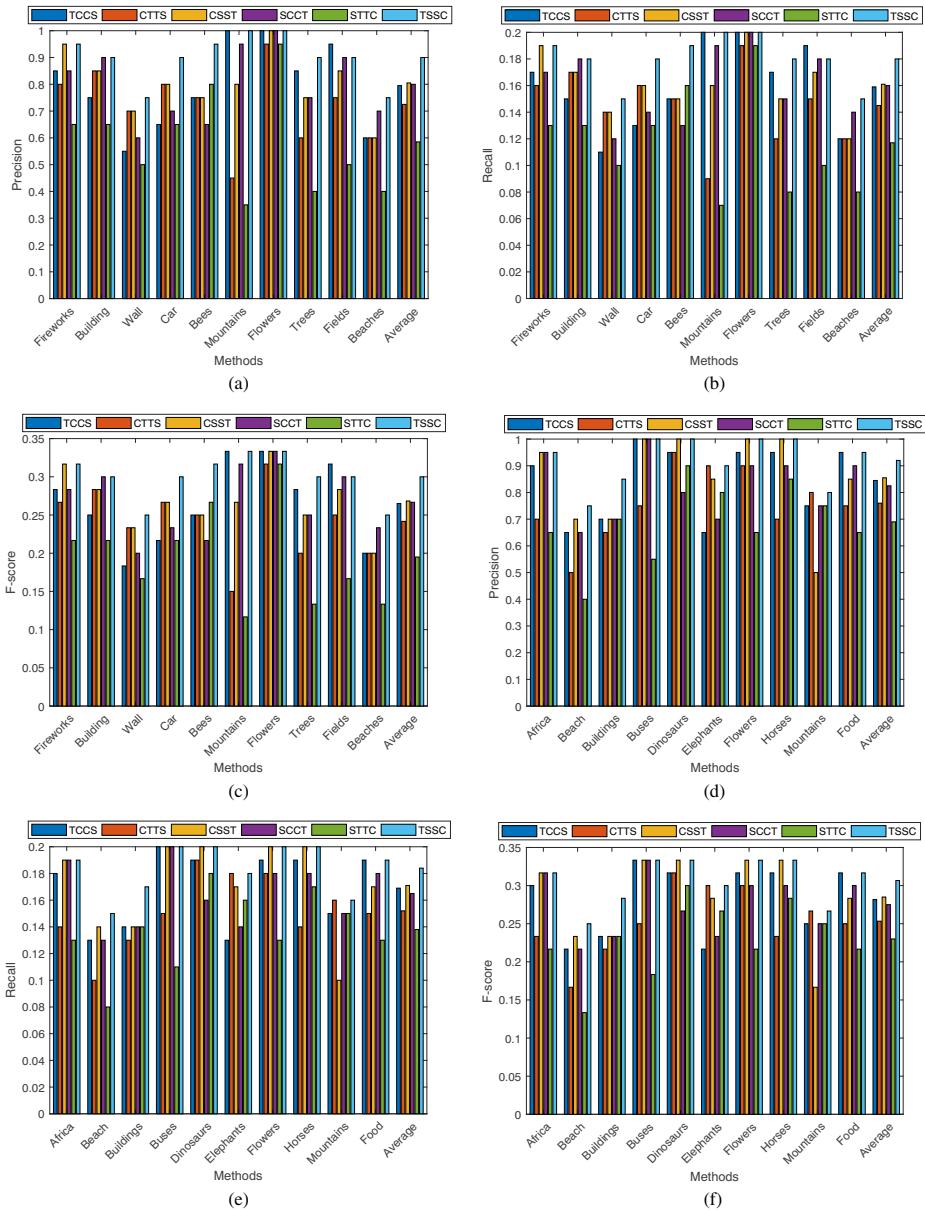 TCCS CTTS CSST SCCT STTC TSSC
1
0.9
0.8
0.7
0.6
0.5
0.4
0.3
0.2
0.1
0
Precision
Fireworks Building Wall Car Bees Mountains Flowers Trees Fields Beaches Average
Methods
(a)
TCCS CTTS CSST SCCT STTC TSSC
0.2
0.18
0.16
0.14
0.12
0.1
0.08
0.06
0.04
0.02
0
Recall
Fireworks Building Wall Car Bees Mountains Flowers Trees Fields Beaches Average
Methods
(b)
TCCS CTTS CSST SCCT STTC TSSC
0.35
0.3
0.25
0.2
0.15
0.1
0.05
0
F-score
Fireworks Building Wall Car Bees Mountains Flowers Trees Fields Beaches Average
Methods
(c)
TCCS CTTS CSST SCCT STTC TSSC
1
0.9
0.8
0.7
0.6
0.5
0.4
0.3
0.2
0.1
0
Precision
Africa Beach Buildings Buses Dinosaurs Elephants Flowers Horses Mountains Food Average
Methods
(d)
TCCS CTTS CSST SCCT STTC TSSC
0.2
0.18
0.16
0.14
0.12
0.1
0.08
0.06
0.04
0.02
0
Recall
Africa Beach Buildings Buses Dinosaurs Elephants Flowers Horses Mountains Food Average
Methods
(e)
TCCS CTTS CSST SCCT STTC TSSC
0.35
0.3
0.25
0.2
0.15
0.1
0.05
0
F-score
Africa Beach Buildings Buses Dinosaurs Elephants Flowers Horses Mountains Food Average
Methods
(f)